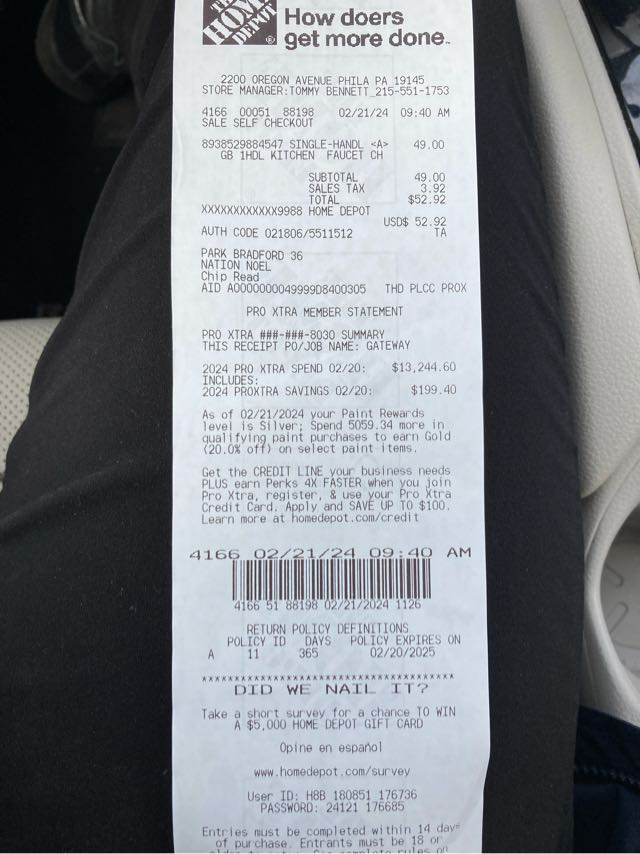 THE
HOME
DEPOT
® How doers
get more done™
2200 OREGON AVENUE PHILA PA 19145
STORE MANAGER:TOMMY BENNETT 215-551-1753
4166 00051 88198 02/21/24 09:40 AM
SALE SELF CHECKOUT
8938529884547 SINGLE-HANDL <A> 49.00
GB 1HDL KITCHEN FAUCET CH
SUBTOTAL 49.00
SALES TAX 3.92
TOTAL $52.92
XXXXXXXXXXXX9988 HOME DEPOT
USD$ 52.92
AUTH CODE 021806/5511512 TA
PARK BRADFORD 36
NATION NOEL
Chip Read
AID A0000000049999D8400305 THD PLCC PROX
PRO XTRA MEMBER STATEMENT
PRO XTRA ###-###-8030 SUMMARY
THIS RECEIPT PO/JOB NAME: GATEWAY
2024 PRO XTRA SPEND 02/20: $13,244.60
INCLUDES:
2024 PROXTRA SAVINGS 02/20: $199.40
As of 02/21/2024 your Paint Rewards
level is Silver; Spend 5059.34 more in
qualifying paint purchases to earn Gold
(20.0% off) on select paint items.
Get the CREDIT LINE your business needs
PLUS earn Perks 4X FASTER when you join
Pro Xtra, register, & use your Pro Xtra
Credit Card. Apply and SAVE UP TO $100.
Learn more at homedepot.com/credit
4166 02/21/24 09:40 AM
4166 51 88198 02/21/2024 1126
RETURN POLICY DEFINITIONS
POLICY ID DAYS POLICY EXPIRES ON
A 11 365 02/20/2025
****************************************
DID WE NAIL IT?
Take a short survey for a chance TO WIN
A $5,000 HOME DEPOT GIFT CARD
Opine en español
www.homedepot.com/survey
User ID: H8B 180851 176736
PASSWORD: 24121 176685
Entries must be completed within 14 days
of purchase. Entrants must be 18 or
older to enter. See complete rules on